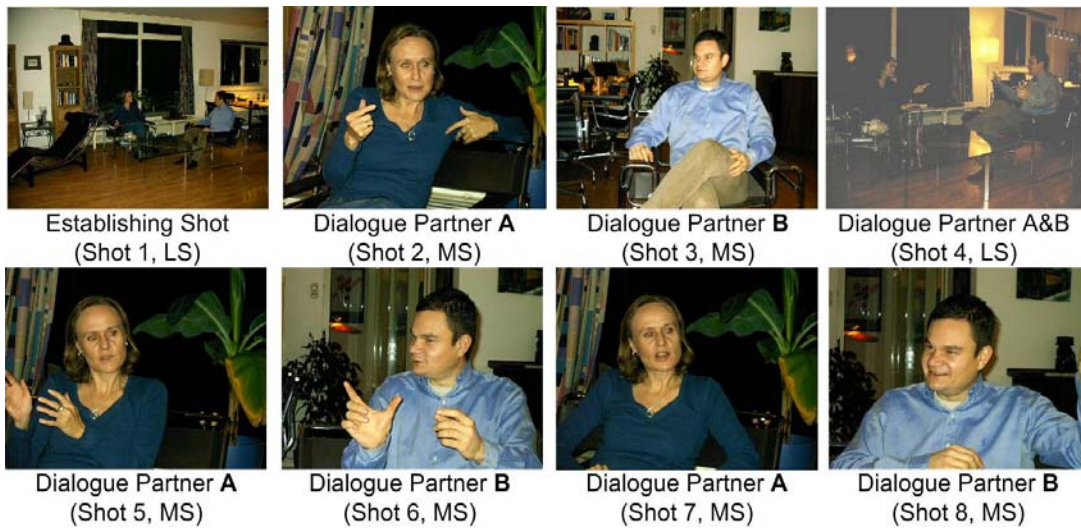 Establishing Shot
(Shot 1, LS)
Dialogue Partner A
(Shot 2, MS)
Dialogue Partner B
(Shot 3, MS)
Dialogue Partner A&B
(Shot 4, LS)
Dialogue Partner A
(Shot 5, MS)
Dialogue Partner B
(Shot 6, MS)
Dialogue Partner A
(Shot 7, MS)
Dialogue Partner B
(Shot 8, MS)